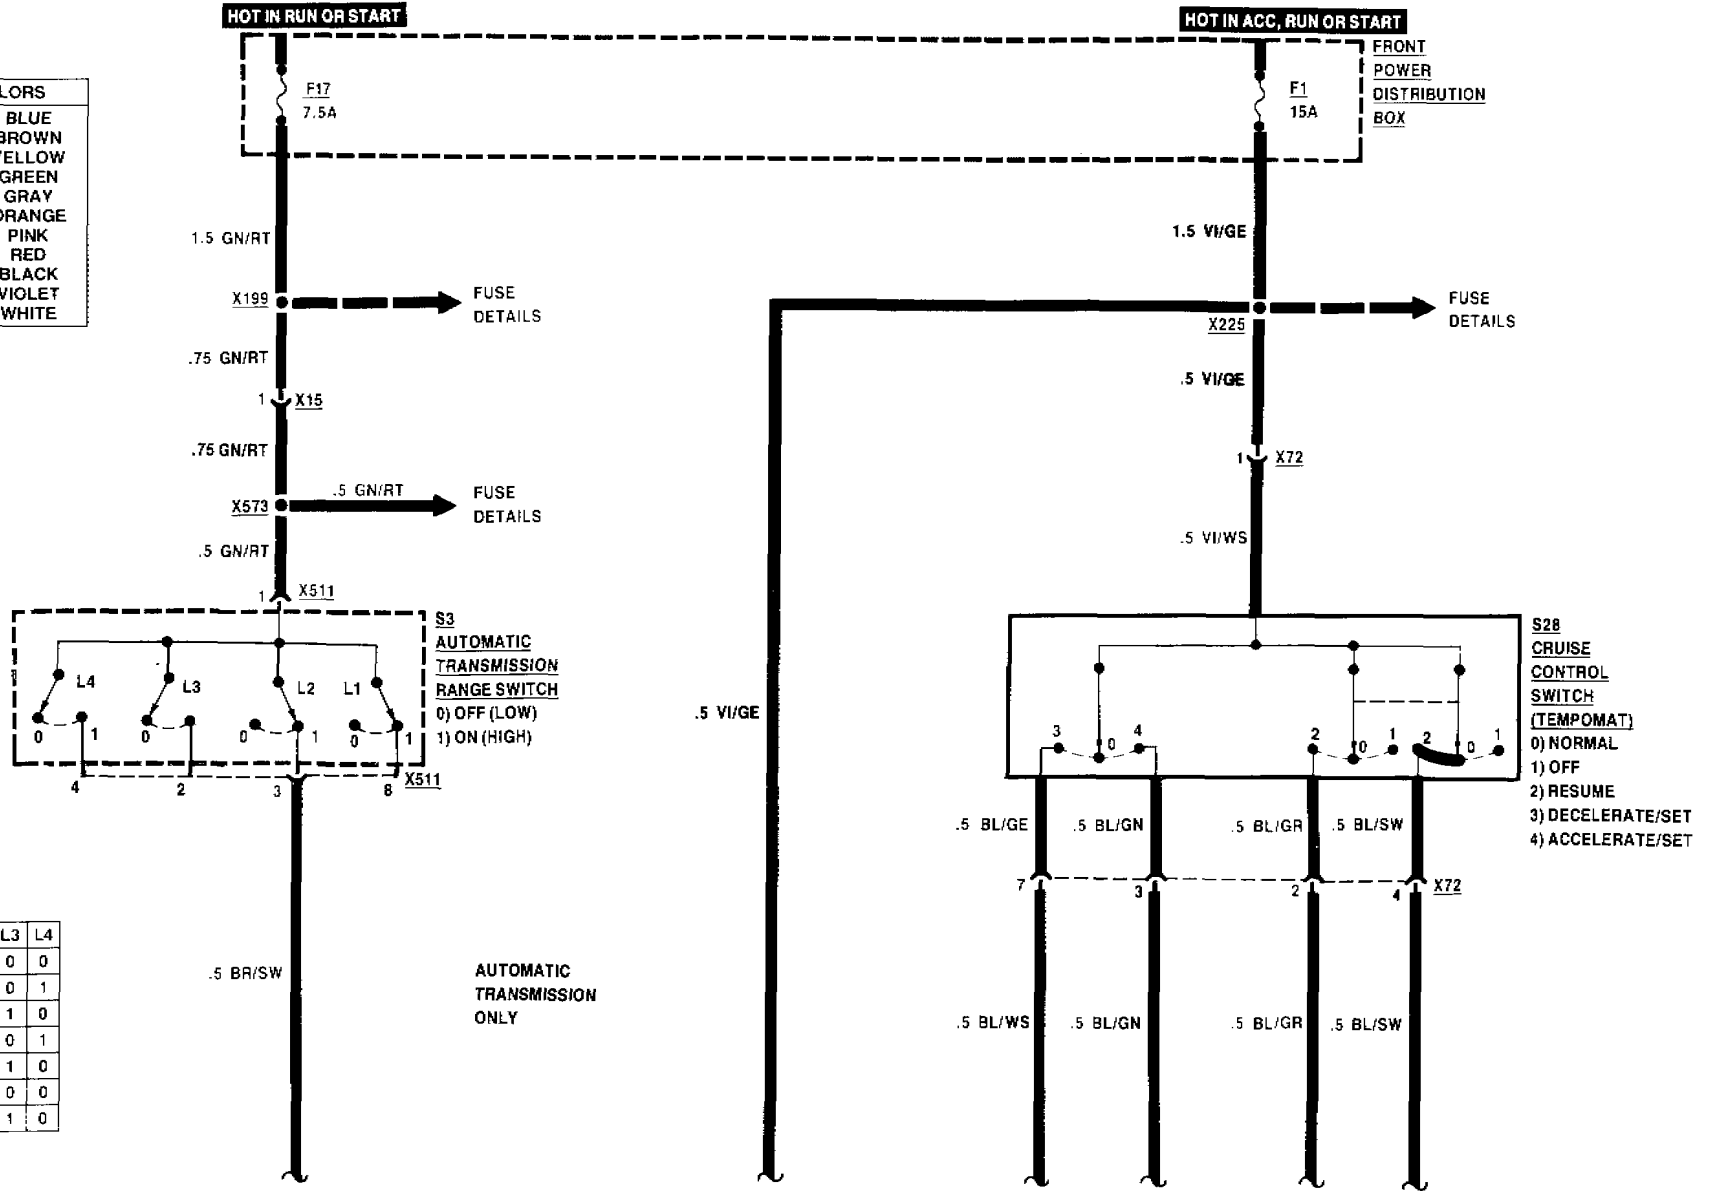 HOT IN RUN OR START
HOT IN ACC, RUN OR START
F17
7.5A
F1
15A
FRONT
POWER
DISTRIBUTION
BOX
LORS
BLUE
BROWN
YELLOW
GREEN
GRAY
ORANGE
PINK
RED
BLACK
VIOLET
WHITE
1.5 GN/RT
1.5 VI/GE
X199
FUSE
DETAILS
X225
FUSE
DETAILS
.75 GN/RT
.5 VI/GE
1
X15
.75 GN/RT
1
X72
X573
.5 GN/RT
FUSE
DETAILS
.5 GN/RT
.5 VI/WS
1
X511
S3
AUTOMATIC
TRANSMISSION
RANGE SWITCH
0) OFF (LOW)
1) ON (HIGH)
L4
L3
L2
L1
0 1 0 0 1 0 1
4 2 3 8
X511
.5 VI/GE
S28
CRUISE
CONTROL
SWITCH
(TEMPOMAT)
0) NORMAL
1) OFF
2) RESUME
3) DECELERATE/SET
4) ACCELERATE/SET
3 0 4 2 0 1 2 0 1
.5 BL/GE
.5 BL/GN
.5 BL/GR
.5 BL/SW
7 3 2 4
X72
.5 BR/SW
AUTOMATIC
TRANSMISSION
ONLY
.5 BL/WS
.5 BL/GN
.5 BL/GR
.5 BL/SW
L3 L4
0 0
0 1
1 0
0 1
1 0
0 0
1 0